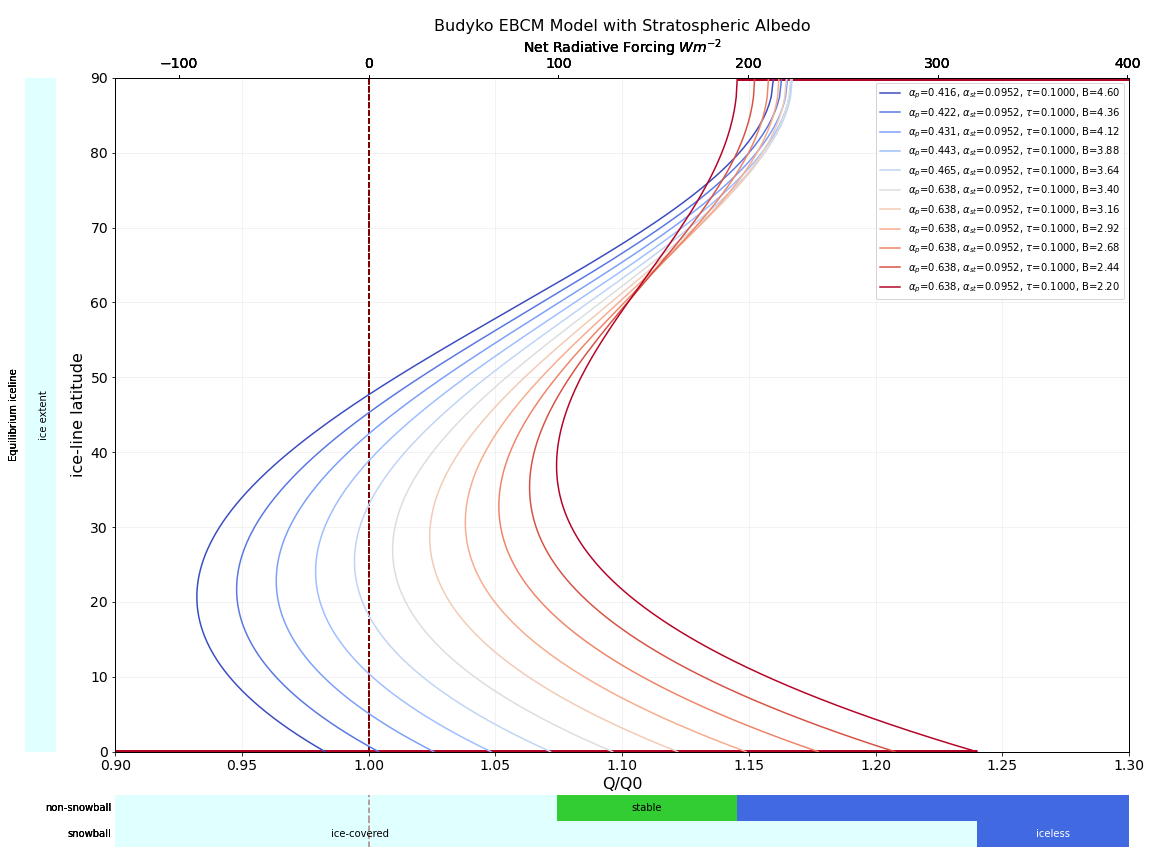 Budyko EBCM Model with Stratospheric Albedo
Net Radiative Forcing Wm⁻²
−100 0 100 200 300 400
90
80
70
60
50
40
30
20
10
0
Equilibrium iceline
ice extent
ice-line latitude
αp=0.416, αst=0.0952, τ=0.1000, B=4.60
αp=0.422, αst=0.0952, τ=0.1000, B=4.36
αp=0.431, αst=0.0952, τ=0.1000, B=4.12
αp=0.443, αst=0.0952, τ=0.1000, B=3.88
αp=0.465, αst=0.0952, τ=0.1000, B=3.64
αp=0.638, αst=0.0952, τ=0.1000, B=3.40
αp=0.638, αst=0.0952, τ=0.1000, B=3.16
αp=0.638, αst=0.0952, τ=0.1000, B=2.92
αp=0.638, αst=0.0952, τ=0.1000, B=2.68
αp=0.638, αst=0.0952, τ=0.1000, B=2.44
αp=0.638, αst=0.0952, τ=0.1000, B=2.20
0.90 0.95 1.00 1.05 1.10 1.15 1.20 1.25 1.30
Q/Q0
non-snowball stable
snowball ice-covered iceless